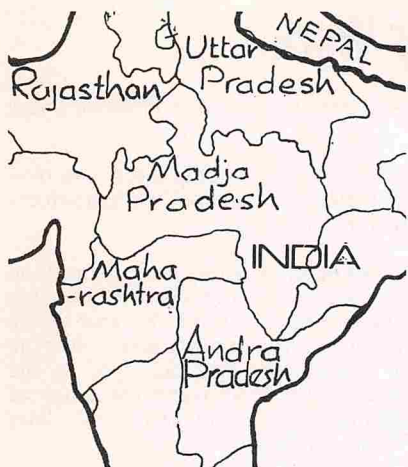 NEPAL
Uttar
Pradesh
Rajasthan
Madja
Pradesh
INDIA
Maha
-rashtra
Andra
Pradesh